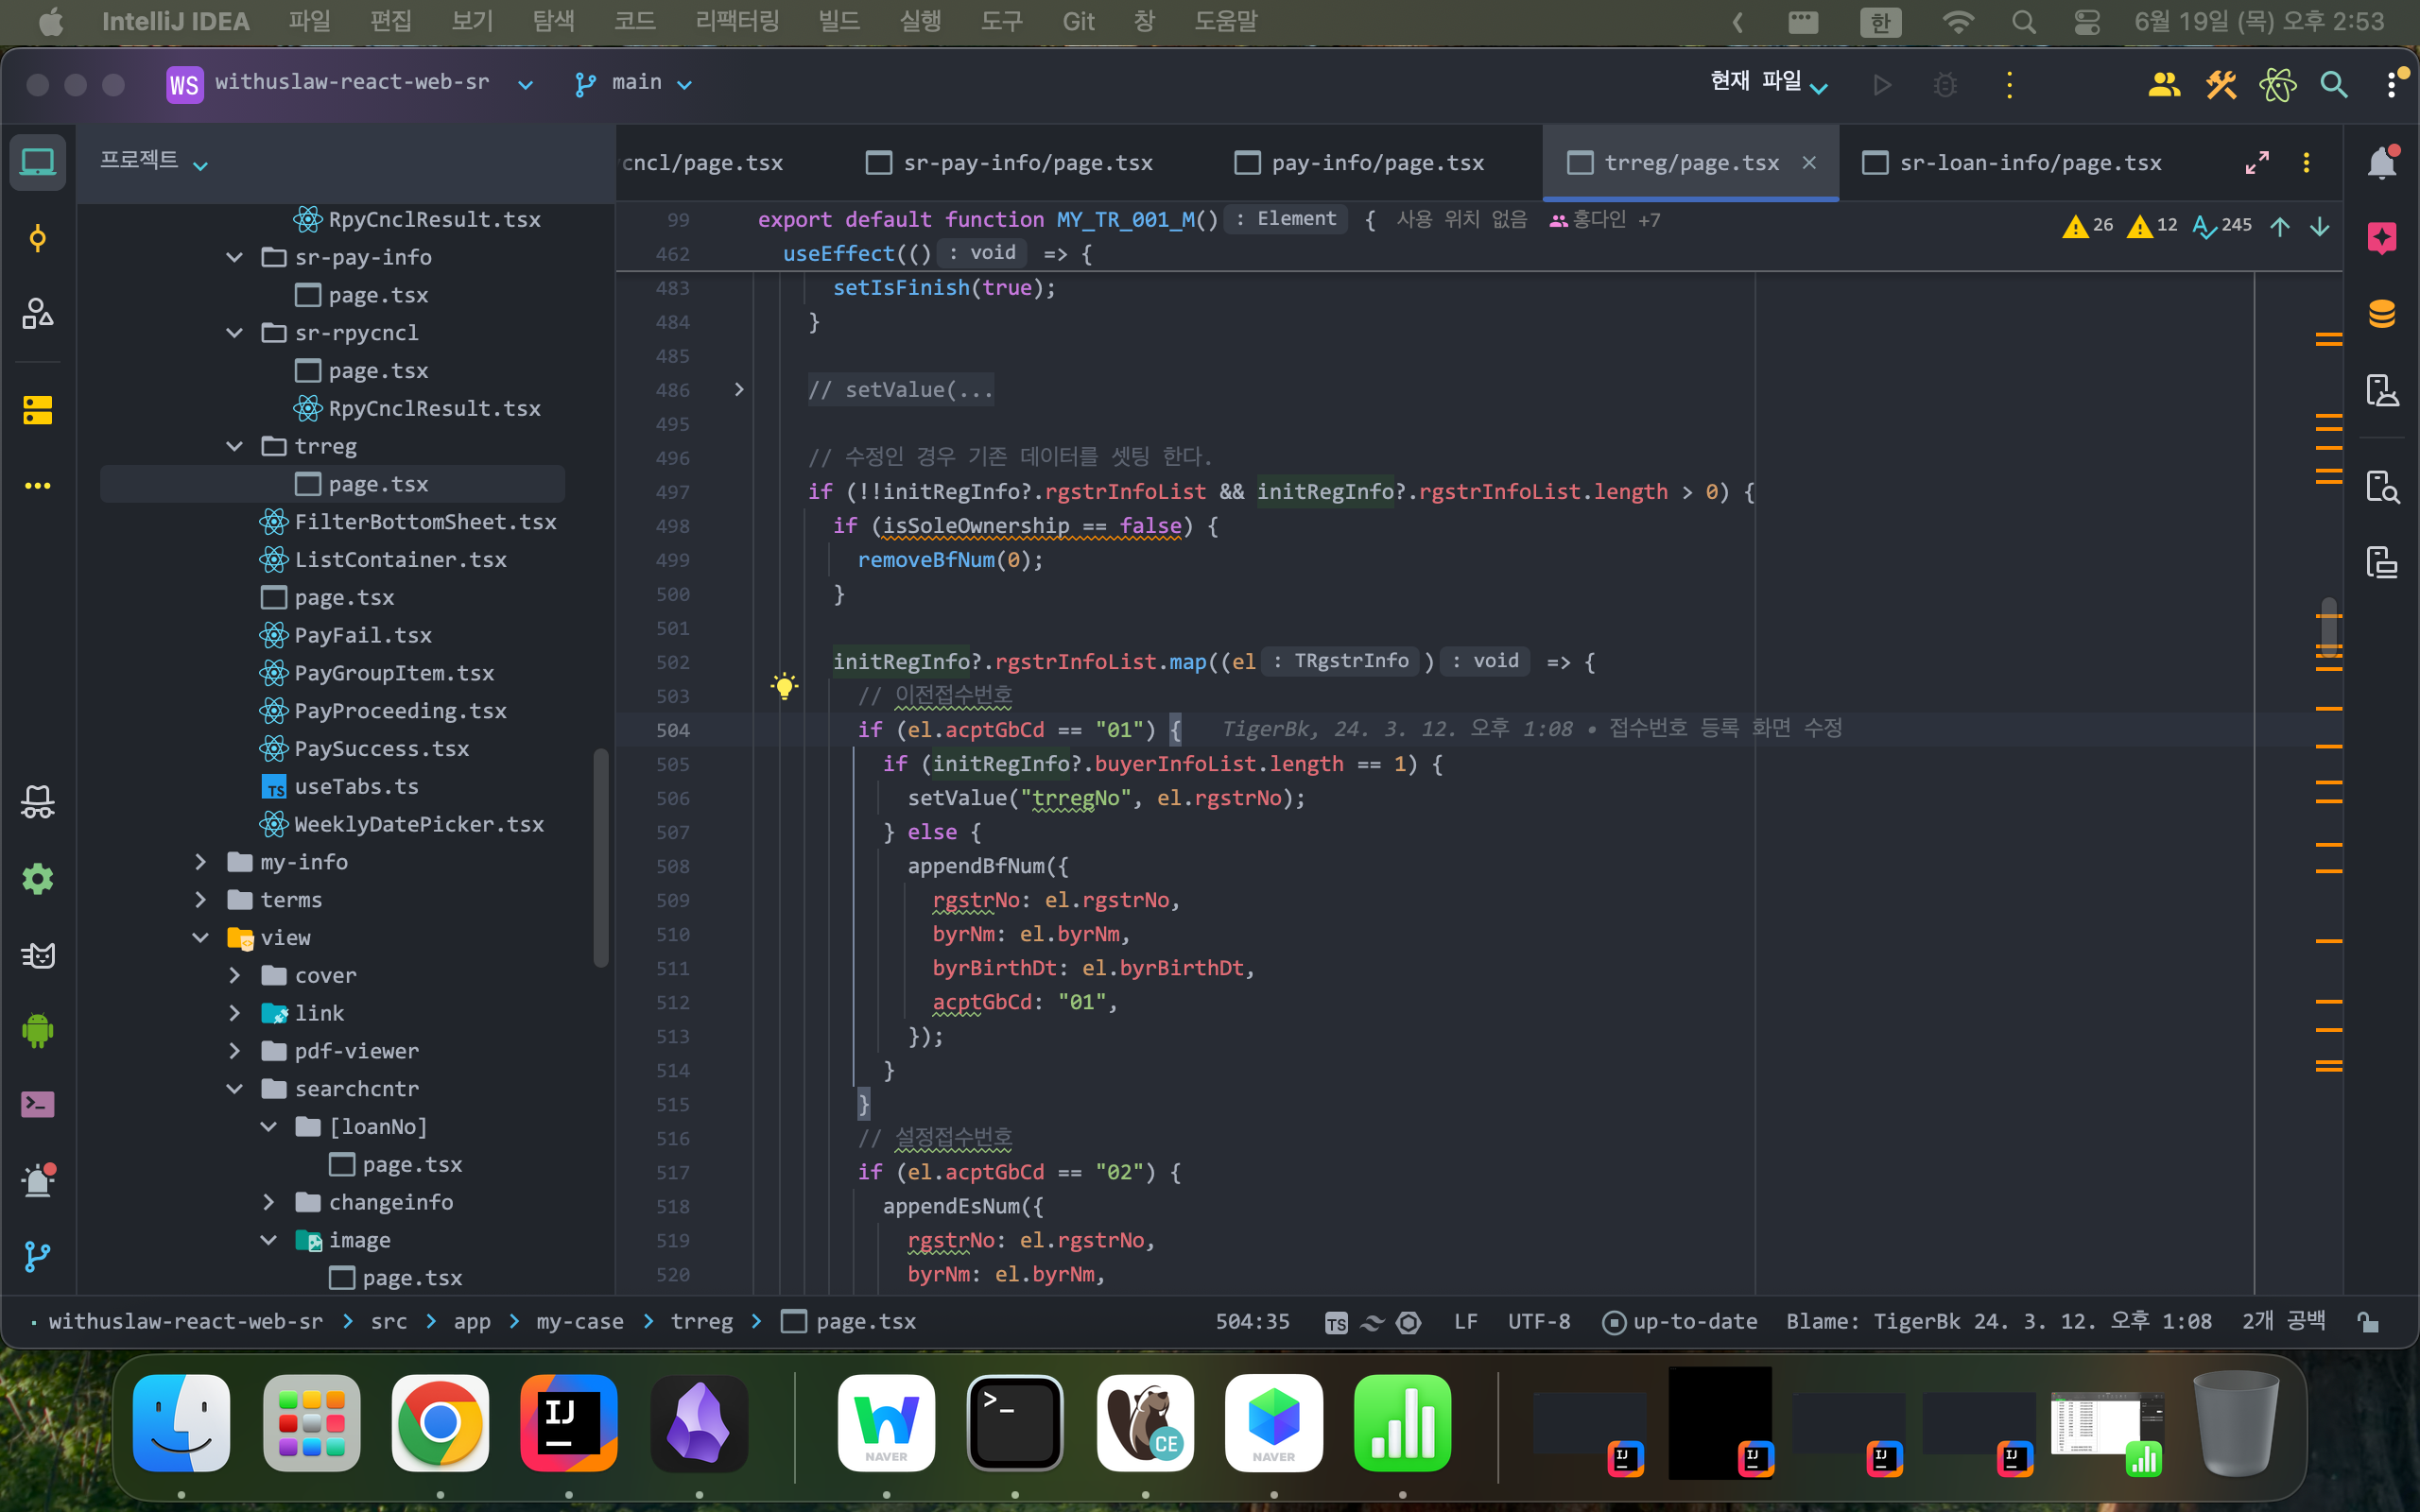 IntelliJ IDEA 파일 편집 보기 탐색 코드 리팩터링 빌드 실행 도구 Git 창 도움말 한 6월 19일 (목) 오후 2:53
WS withuslaw-react-web-sr main 현재 파일
프로젝트
cncl/page.tsx sr-pay-info/page.tsx pay-info/page.tsx trreg/page.tsx × sr-loan-info/page.tsx
RpyCnclResult.tsx
sr-pay-info
page.tsx
sr-rpycncl
page.tsx
RpyCnclResult.tsx
trreg
page.tsx
FilterBottomSheet.tsx
ListContainer.tsx
page.tsx
PayFail.tsx
PayGroupItem.tsx
PayProceeding.tsx
PaySuccess.tsx
TS useTabs.ts
WeeklyDatePicker.tsx
my-info
terms
view
cover
link
pdf-viewer
searchcntr
[loanNo]
page.tsx
changeinfo
image
page.tsx
99 export default function MY_TR_001_M() : Element { 사용 위치 없음 홍다인 +7
26 12 245
462 useEffect(() : void => {
483 setIsFinish(true);
484 }
485
486 // setValue(...
495
496 // 수정인 경우 기존 데이터를 셋팅 한다.
497 if (!!initRegInfo?.rgstrInfoList && initRegInfo?.rgstrInfoList.length > 0) {
498 if (isSoleOwnership == false) {
499 removeBfNum(0);
500 }
501
502 initRegInfo?.rgstrInfoList.map((el : TRgstrInfo ) : void => {
503 // 이전접수번호
504 if (el.acptGbCd == "01") { TigerBk, 24. 3. 12. 오후 1:08 • 접수번호 등록 화면 수정
505 if (initRegInfo?.buyerInfoList.length == 1) {
506 setValue("trregNo", el.rgstrNo);
507 } else {
508 appendBfNum({
509 rgstrNo: el.rgstrNo,
510 byrNm: el.byrNm,
511 byrBirthDt: el.byrBirthDt,
512 acptGbCd: "01",
513 });
514 }
515 }
516 // 설정접수번호
517 if (el.acptGbCd == "02") {
518 appendEsNum({
519 rgstrNo: el.rgstrNo,
520 byrNm: el.byrNm,
withuslaw-react-web-sr > src > app > my-case > trreg > page.tsx 504:35 TS LF UTF-8 up-to-date Blame: TigerBk 24. 3. 12. 오후 1:08 2개 공백
IJ
NAVER
>_
CE
NAVER
IJ
IJ
IJ
IJ